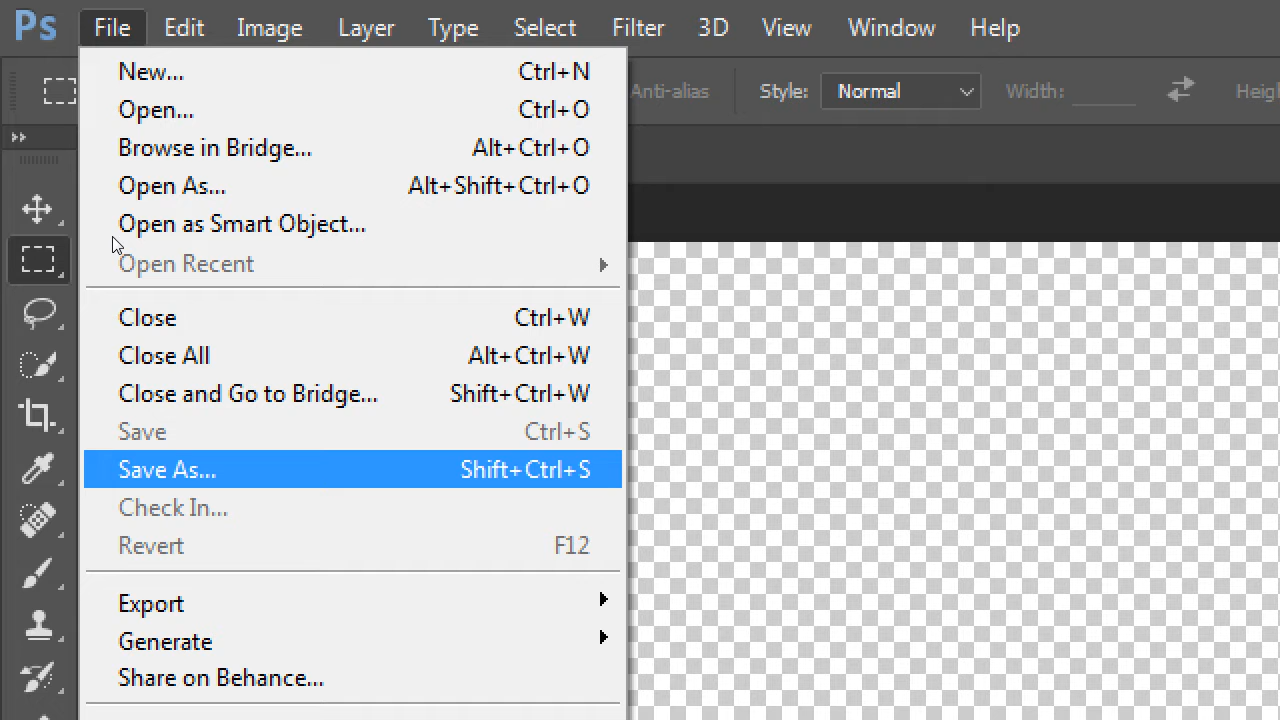 Ps File Edit Image Layer Type Select Filter 3D View Window Help
Anti-alias Style: Normal Width:
New... Ctrl+N
Open... Ctrl+O
Browse in Bridge... Alt+Ctrl+O
Open As... Alt+Shift+Ctrl+O
Open as Smart Object...
Open Recent
Close Ctrl+W
Close All Alt+Ctrl+W
Close and Go to Bridge... Shift+Ctrl+W
Save Ctrl+S
Save As... Shift+Ctrl+S
Check In...
Revert F12
Export
Generate
Share on Behance...